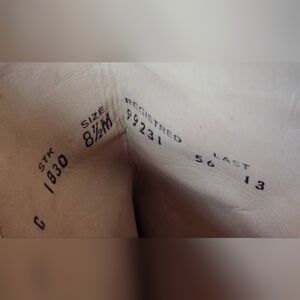 STK SIZE REGISTRED LAST
1830 8½M 99231 56 13
C